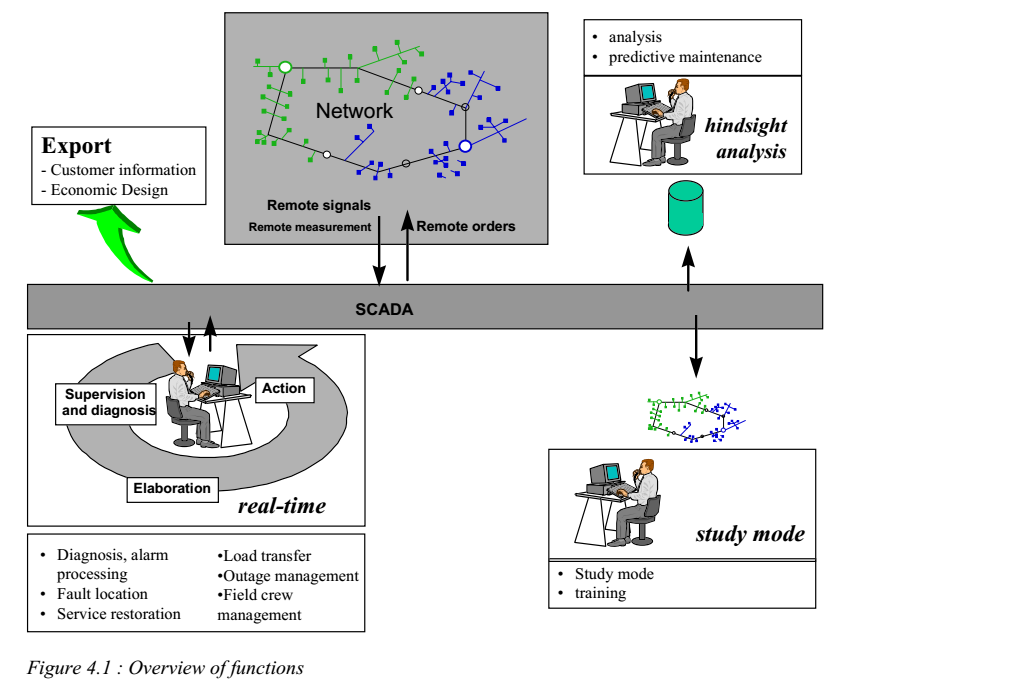 • analysis
• predictive maintenance
Network
hindsight
analysis
Export
- Customer information
- Economic Design
Remote signals
Remote measurement
Remote orders
SCADA
Supervision
and diagnosis
Action
Elaboration
real-time
study mode
• Diagnosis, alarm
processing
• Fault location
• Service restoration
•Load transfer
•Outage management
•Field crew
management
• Study mode
• training
Figure 4.1 : Overview of functions